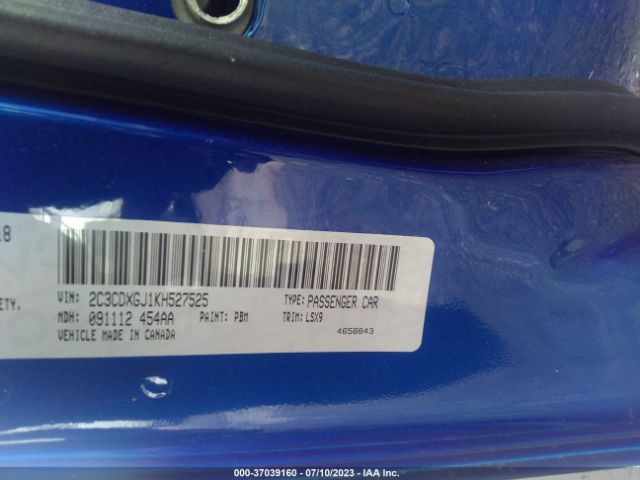 8
ETY.
VIN: 2C3CDXGJ1KH527525 TYPE: PASSENGER CAR
MDH: 091112 454AA PAINT: PBM TRIM: LSX9
VEHICLE MADE IN CANADA 4658843
000-37039160 - 07/10/2023 - IAA Inc.